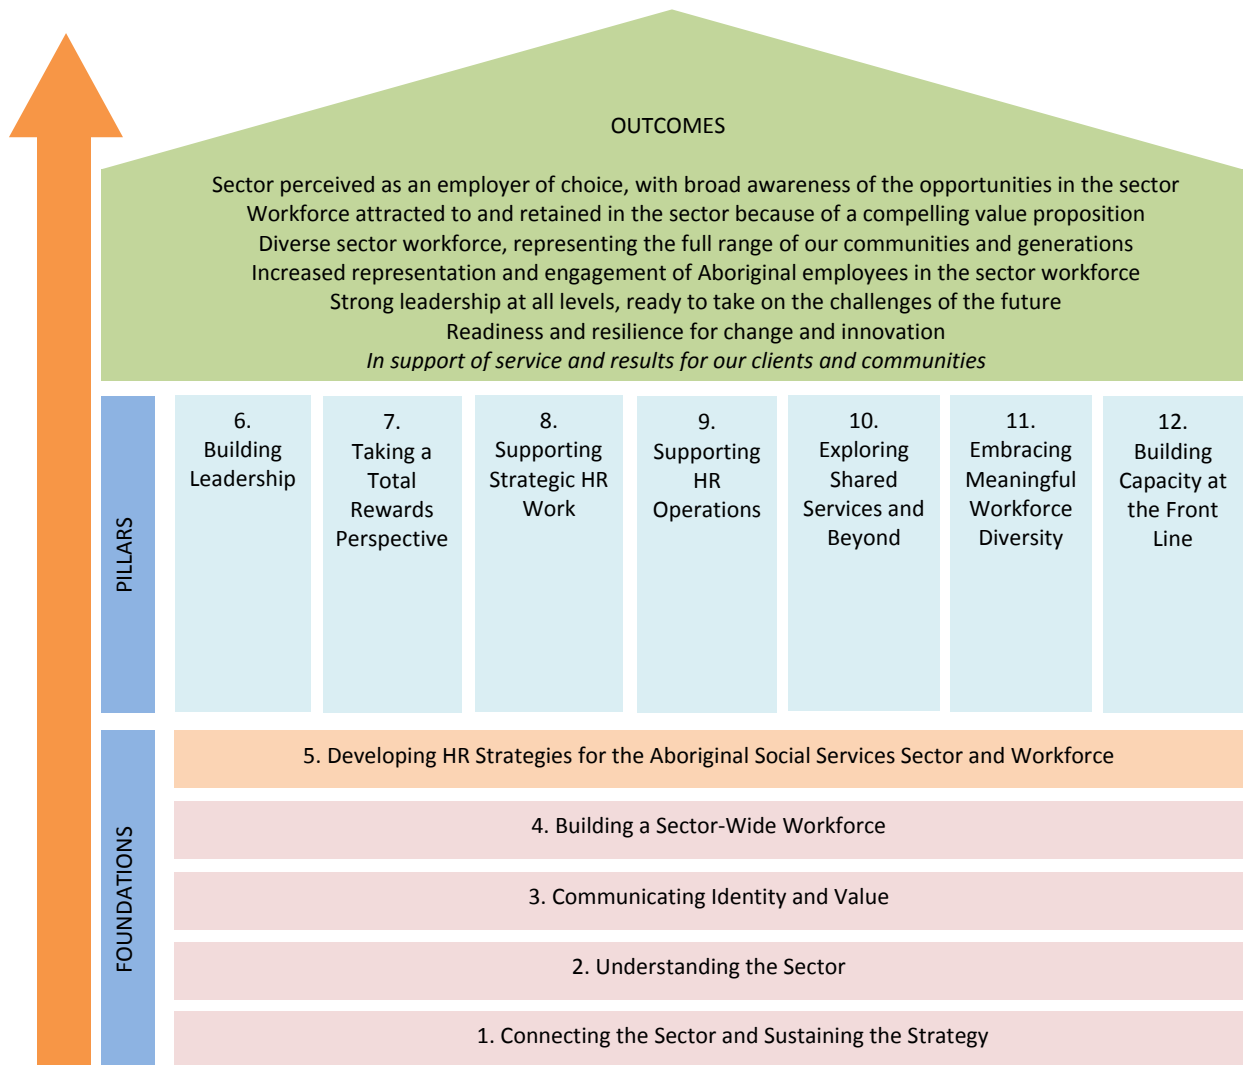 OUTCOMES
Sector perceived as an employer of choice, with broad awareness of the opportunities in the sector
Workforce attracted to and retained in the sector because of a compelling value proposition
Diverse sector workforce, representing the full range of our communities and generations
Increased representation and engagement of Aboriginal employees in the sector workforce
Strong leadership at all levels, ready to take on the challenges of the future
Readiness and resilience for change and innovation
In support of service and results for our clients and communities
PILLARS
6.
Building
Leadership
7.
Taking a
Total
Rewards
Perspective
8.
Supporting
Strategic HR
Work
9.
Supporting
HR
Operations
10.
Exploring
Shared
Services and
Beyond
11.
Embracing
Meaningful
Workforce
Diversity
12.
Building
Capacity at
the Front
Line
FOUNDATIONS
5. Developing HR Strategies for the Aboriginal Social Services Sector and Workforce
4. Building a Sector-Wide Workforce
3. Communicating Identity and Value
2. Understanding the Sector
1. Connecting the Sector and Sustaining the Strategy